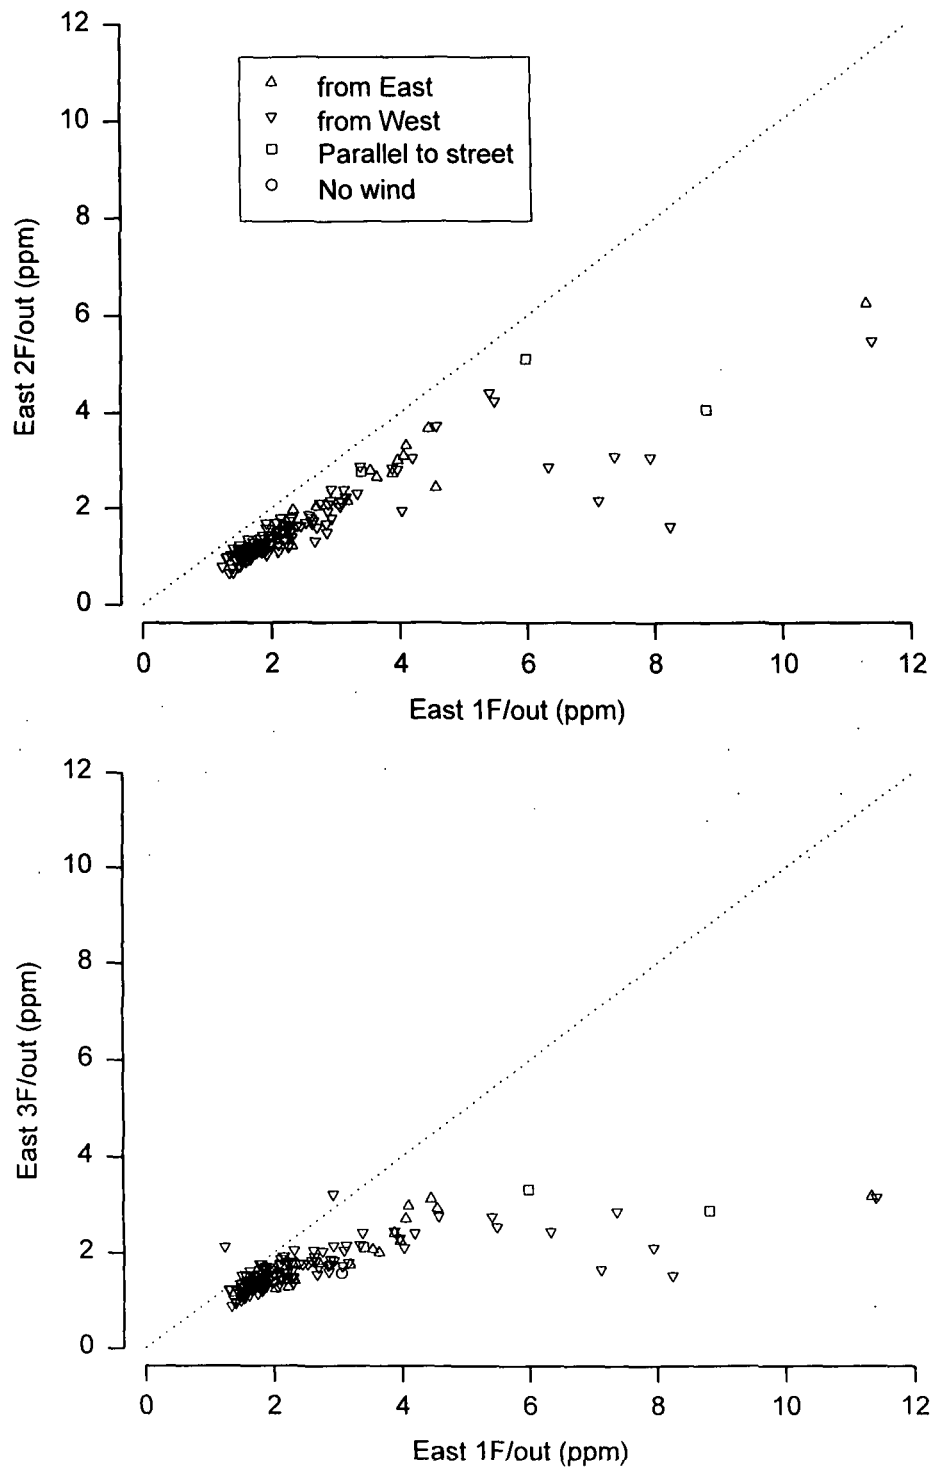 12
10
8
6
4
2
0
East 2F/out (ppm)
from East
from West
Parallel to street
No wind
0 2 4 6 8 10 12
East 1F/out (ppm)
12
10
8
6
4
2
0
East 3F/out (ppm)
0 2 4 6 8 10 12
East 1F/out (ppm)